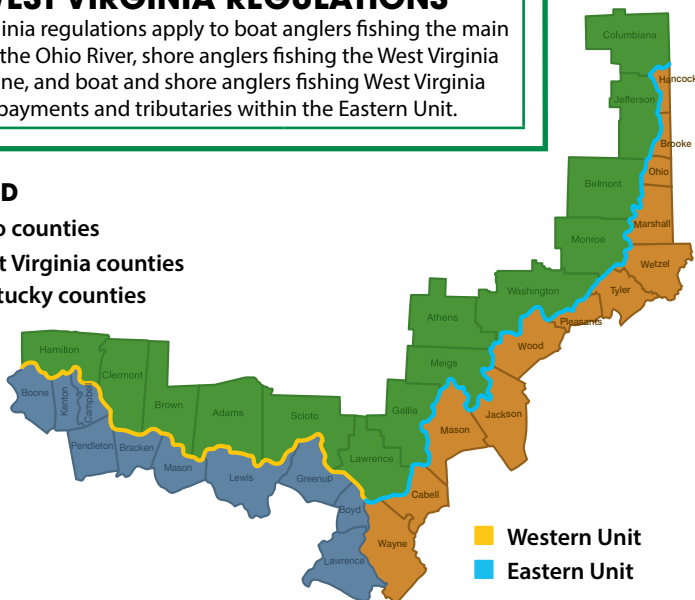 WEST VIRGINIA REGULATIONS
inia regulations apply to boat anglers fishing the main
the Ohio River, shore anglers fishing the West Virginia
ne, and boat and shore anglers fishing West Virginia
payments and tributaries within the Eastern Unit.
D
o counties
t Virginia counties
tucky counties
Columbiana
Hancock
Jefferson
Brooke
Ohio
Belmont
Marshall
Monroe
Wetzel
Washington
Tyler
Athens
Pleasants
Wood
Hamilton
Meigs
Clermont
Boone
Kenton
Campbell
Brown
Adams
Scioto
Gallia
Jackson
Mason
Pendleton
Bracken
Lawrence
Mason
Lewis
Greenup
Cabell
Boyd
Wayne
Lawrence
Western Unit
Eastern Unit